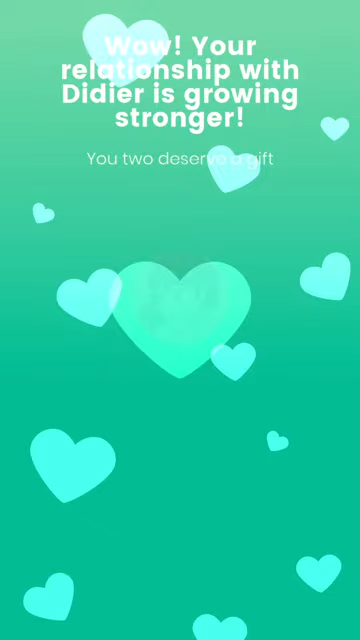 Wow! Your
relationship with
Didier is growing
stronger!
You two deserve a gift